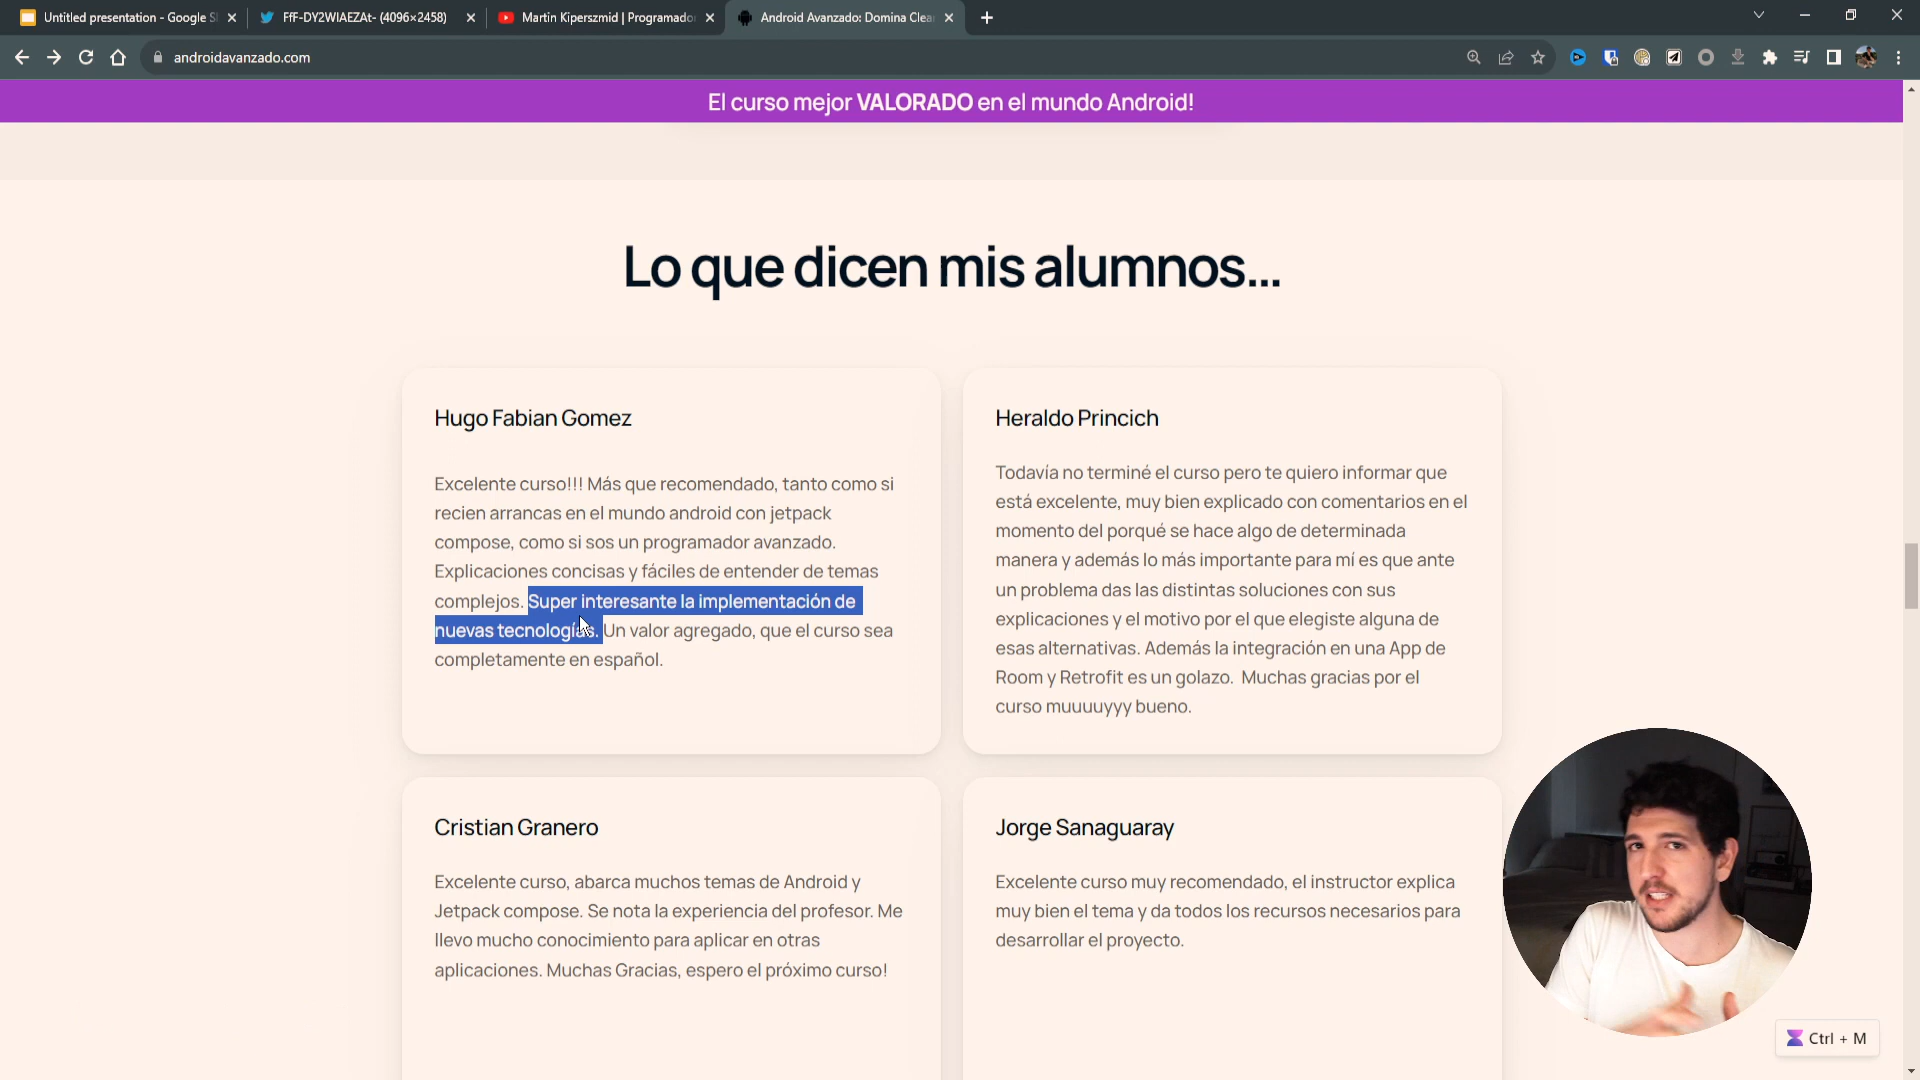 Untitled presentation - Google Sl
FfF-DY2WIAEZAt- (4096×2458)
Martin Kiperszmid | Programador
Android Avanzado: Domina Clea
androidavanzado.com
El curso mejor VALORADO en el mundo Android!
Lo que dicen mis alumnos...
Hugo Fabian Gomez
Excelente curso!!! Más que recomendado, tanto como si
recien arrancas en el mundo android con jetpack
compose, como si sos un programador avanzado.
Explicaciones concisas y fáciles de entender de temas
complejos. Super interesante la implementación de
nuevas tecnologías. Un valor agregado, que el curso sea
completamente en español.
Heraldo Princich
Todavía no terminé el curso pero te quiero informar que
está excelente, muy bien explicado con comentarios en el
momento del porqué se hace algo de determinada
manera y además lo más importante para mí es que ante
un problema das las distintas soluciones con sus
explicaciones y el motivo por el que elegiste alguna de
esas alternativas. Además la integración en una App de
Room y Retrofit es un golazo. Muchas gracias por el
curso muuuuyyy bueno.
Cristian Granero
Excelente curso, abarca muchos temas de Android y
Jetpack compose. Se nota la experiencia del profesor. Me
llevo mucho conocimiento para aplicar en otras
aplicaciones. Muchas Gracias, espero el próximo curso!
Jorge Sanaguaray
Excelente curso muy recomendado, el instructor explica
muy bien el tema y da todos los recursos necesarios para
desarrollar el proyecto.
Ctrl + M